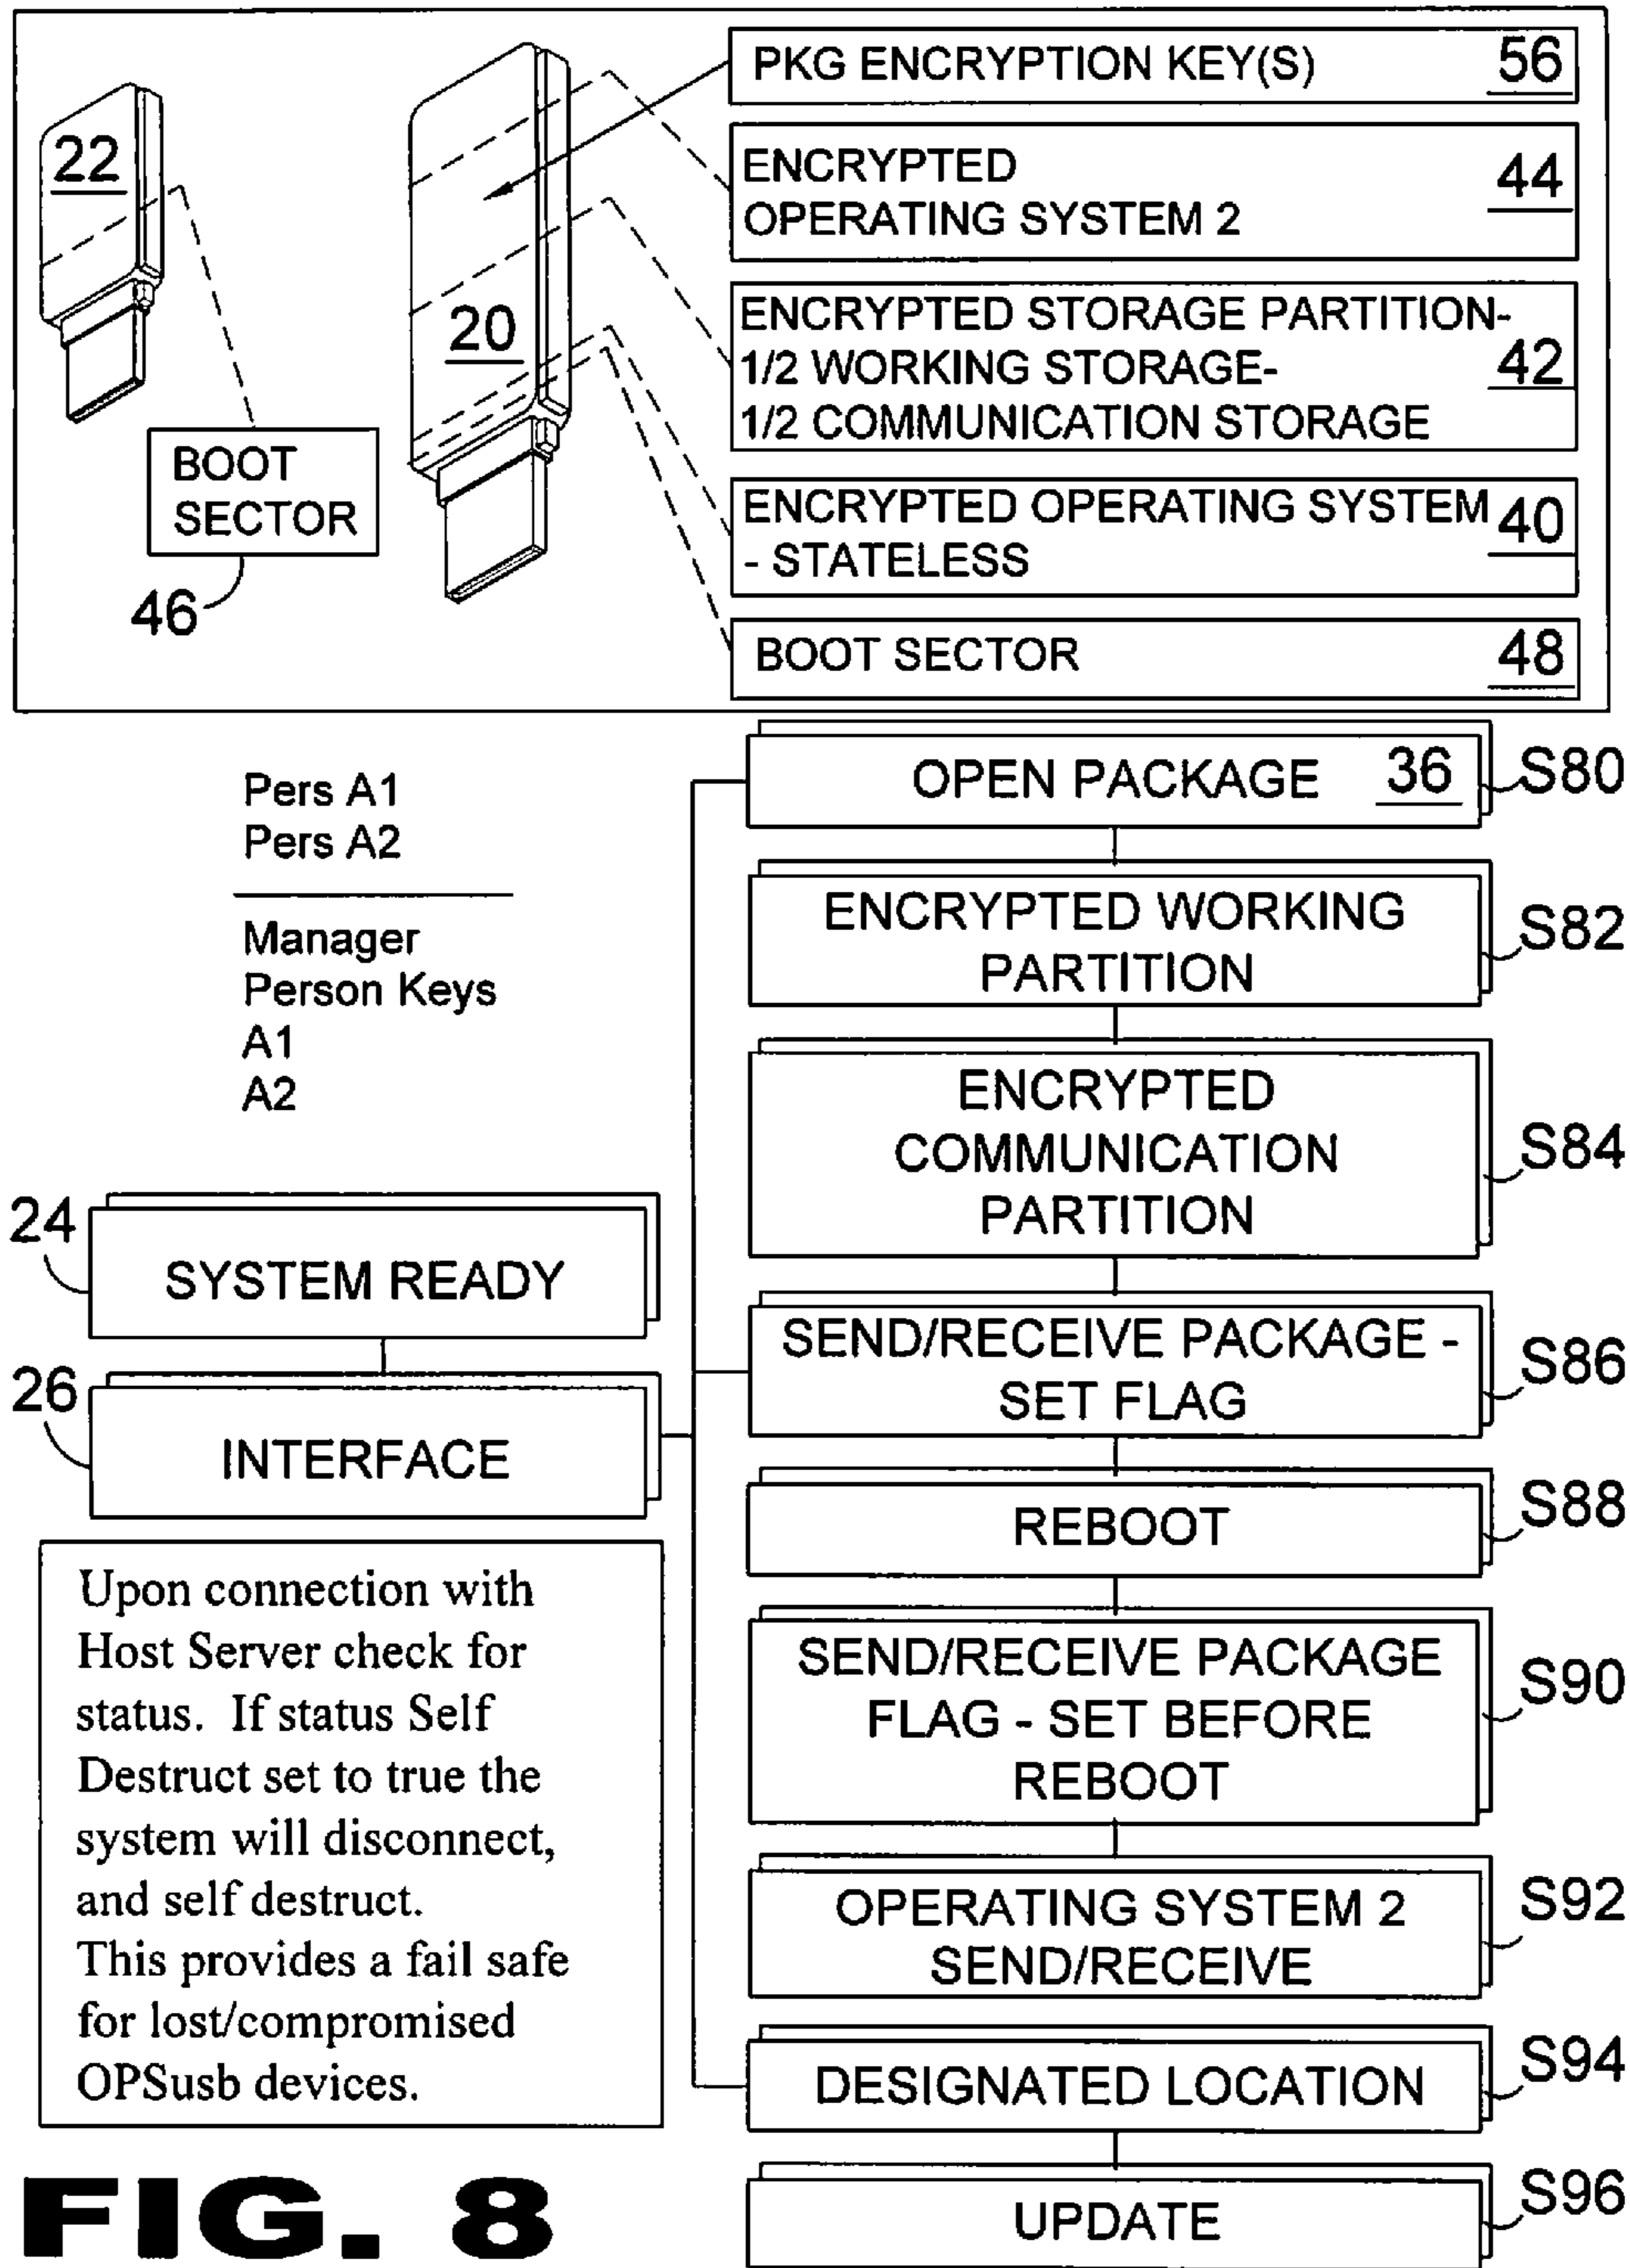 22
BOOT
SECTOR
46
20
PKG ENCRYPTION KEY(S) 56
ENCRYPTED
OPERATING SYSTEM 2
44
ENCRYPTED STORAGE PARTITION-
1/2 WORKING STORAGE-
1/2 COMMUNICATION STORAGE
42
ENCRYPTED OPERATING SYSTEM
- STATELESS
40
BOOT SECTOR 48
Pers A1
Pers A2
Manager
Person Keys
A1
A2
24
SYSTEM READY
26
INTERFACE
Upon connection with
Host Server check for
status. If status Self
Destruct set to true the
system will disconnect,
and self destruct.
This provides a fail safe
for lost/compromised
OPSusb devices.
OPEN PACKAGE 36
S80
ENCRYPTED WORKING
PARTITION
S82
ENCRYPTED
COMMUNICATION
PARTITION
S84
SEND/RECEIVE PACKAGE -
SET FLAG
S86
REBOOT
S88
SEND/RECEIVE PACKAGE
FLAG - SET BEFORE
REBOOT
S90
OPERATING SYSTEM 2
SEND/RECEIVE
S92
DESIGNATED LOCATION
S94
UPDATE
S96
FIG. 8